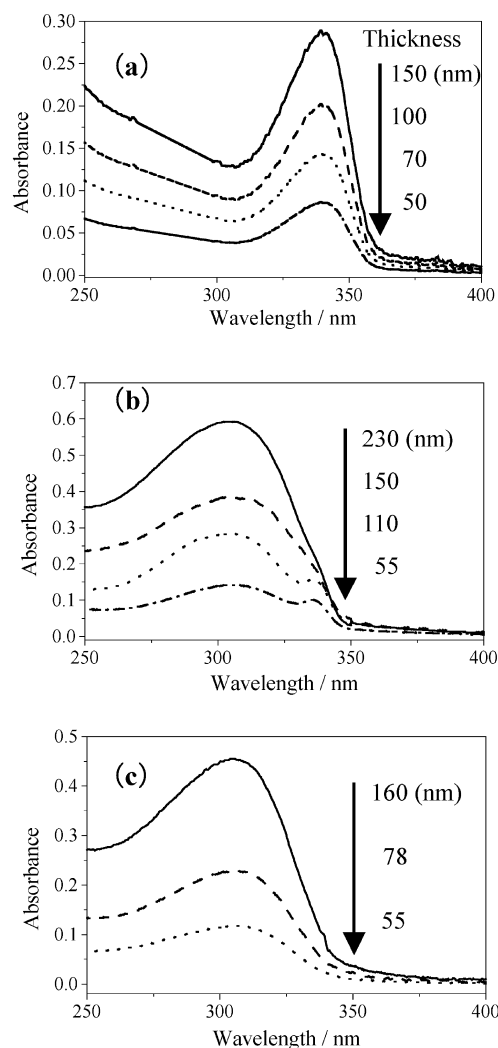 (a)
Thickness
150 (nm)
100
70
50
0.30
0.25
0.20
0.15
0.10
0.05
0.00
Absorbance
250 300 350 400
Wavelength / nm
(b)
230 (nm)
150
110
55
0.7
0.6
0.5
0.4
0.3
0.2
0.1
0.0
Absorbance
250 300 350 400
Wavelength / nm
(c)
160 (nm)
78
55
0.5
0.4
0.3
0.2
0.1
0.0
Absorbance
250 300 350 400
Wavelength / nm